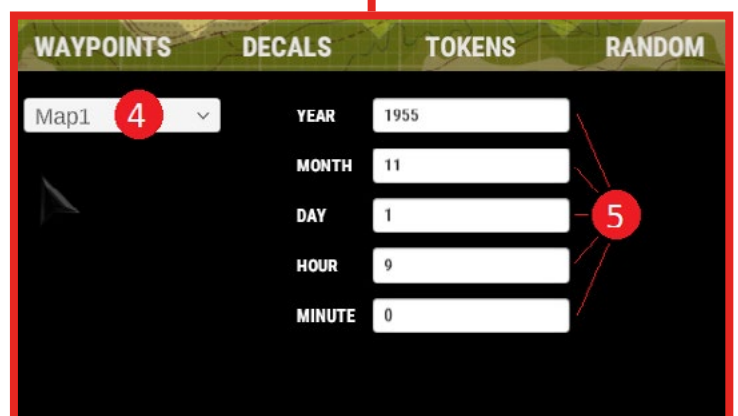 WAYPOINTS DECALS TOKENS RANDOM
Map1 4 YEAR 1955
MONTH 11
DAY 1 5
HOUR 9
MINUTE 0